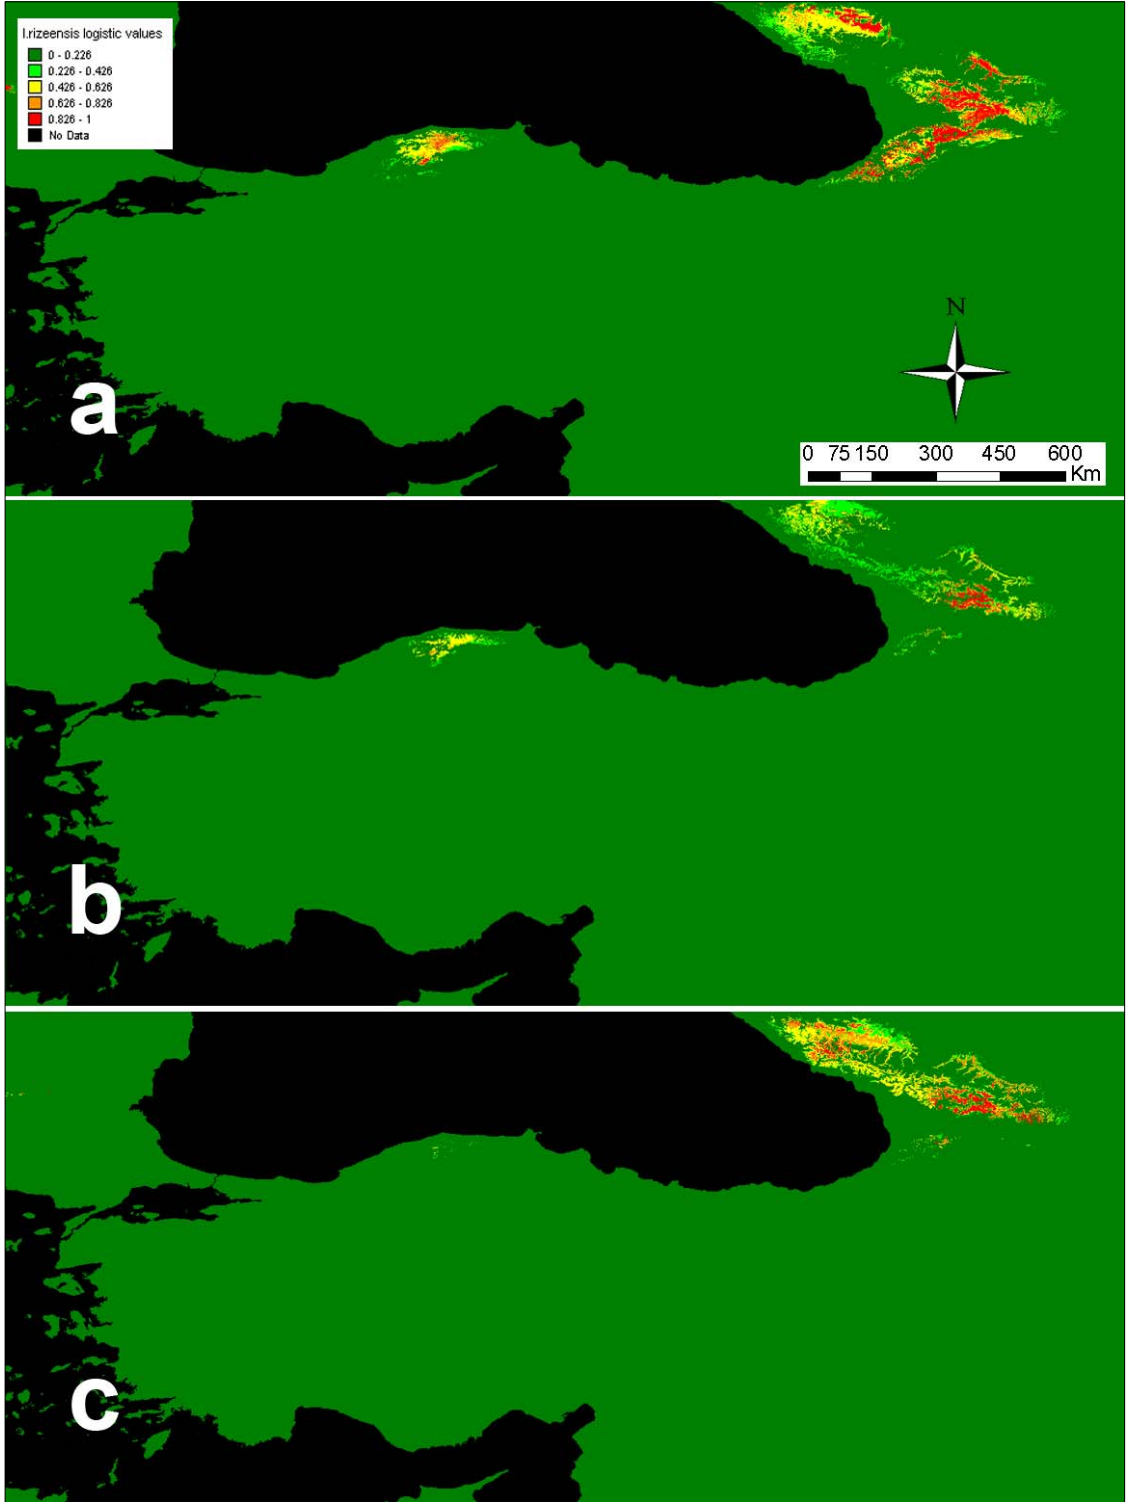 I.rizeensis logistic values
0 - 0.226
0.226 - 0.426
0.426 - 0.626
0.626 - 0.826
0.826 - 1
No Data
N
a
0 75 150 300 450 600
Km
b
c